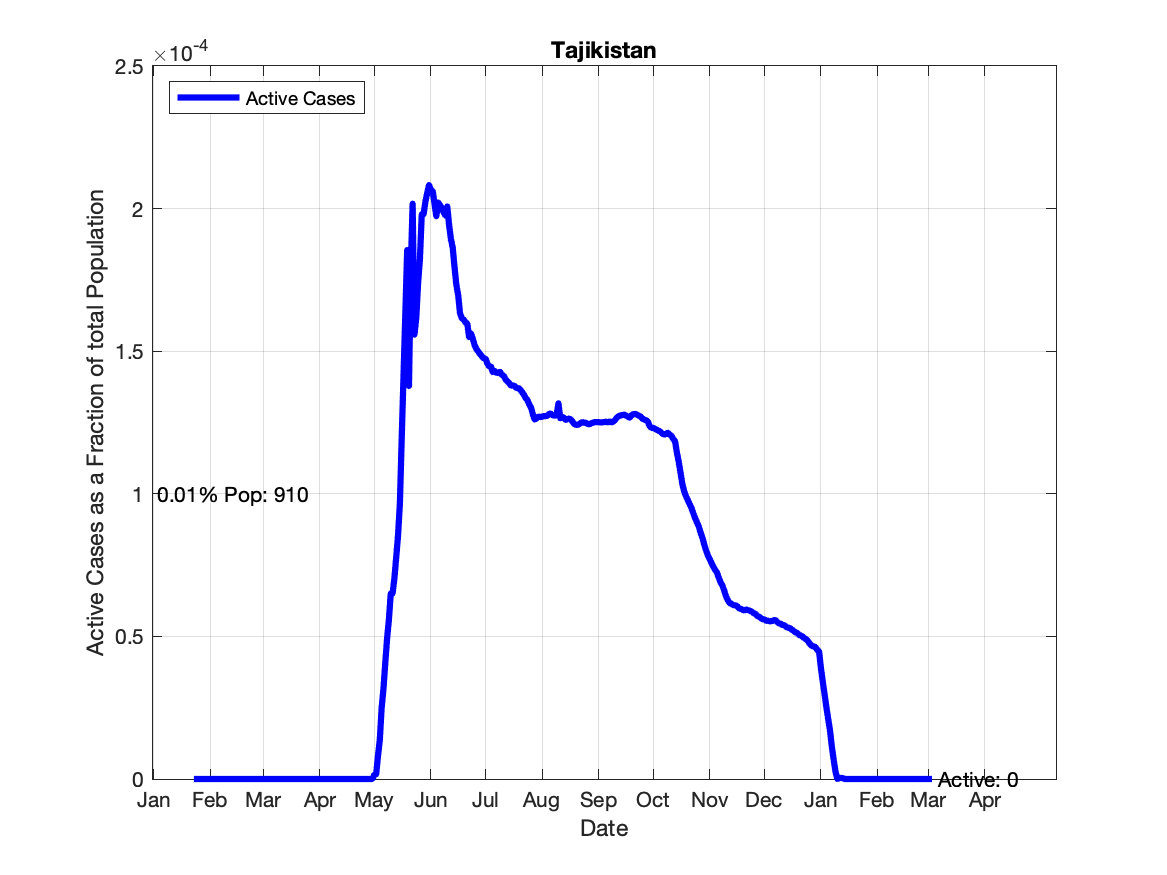 Tajikistan
×10⁻⁴
2.5
2
1.5
1
0.5
0
Active Cases as a Fraction of total Population
Active Cases
0.01% Pop: 910
Active: 0
Jan Feb Mar Apr May Jun Jul Aug Sep Oct Nov Dec Jan Feb Mar Apr
Date